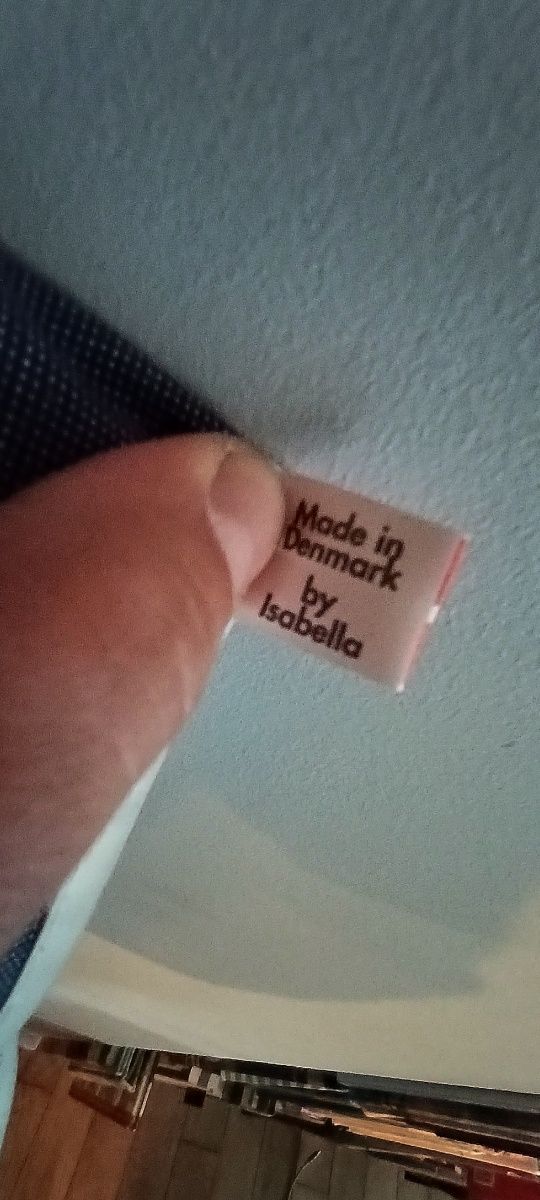 Made in
Denmark
by
Isabella